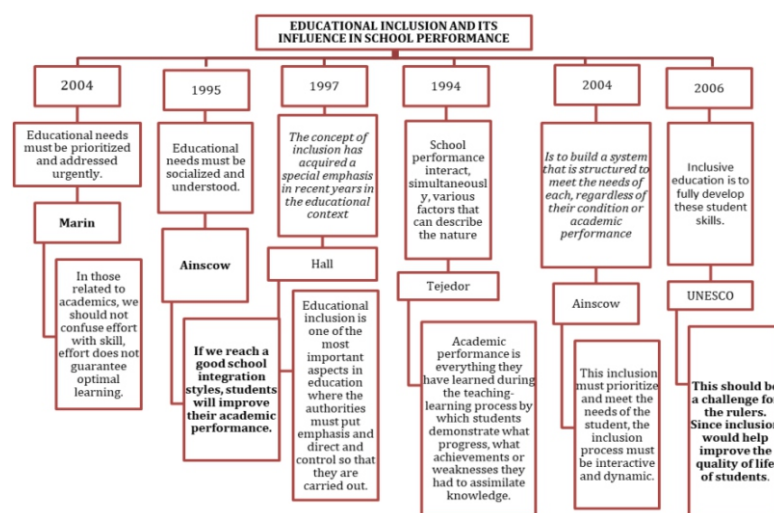 EDUCATIONAL INCLUSION AND ITS
INFLUENCE IN SCHOOL PERFORMANCE
2004
Educational needs
must be prioritized
and addressed
urgently.
Marin
In those
related to
academics, we
should not
confuse effort
with skill,
effort does not
guarantee
optimal
learning.
1995
Educational
needs must be
socialized and
understood.
Ainscow
If we reach a
good school
integration
styles, students
will improve
their academic
performance.
1997
The concept of
inclusion has
acquired a
special emphasis
in recent years in
the educational
context
Hall
Educational
inclusion is
one of the
most
important
aspects in
education
where the
authorities
must put
emphasis and
direct and
control so that
they are
carried out.
1994
School
performance
interact,
simultaneousl
y, various
factors that
can describe
the nature
Tejedor
Academic
performance is
everything they
have learned during
the teaching-
learning process by
which students
demonstrate what
progress, what
achievements or
weaknesses they
had to assimilate
knowledge.
2004
Is to build a system
that is structured to
meet the needs of
each, regardless of
their condition or
academic
performance
Ainscow
This inclusion
must prioritize
and meet the
needs of the
student, the
inclusion
process must
be interactive
and dynamic.
2006
Inclusive
education is to
fully develop
these student
skills.
UNESCO
This should be
a challenge for
the rulers.
Since inclusion
would help
improve the
quality of life
of students.